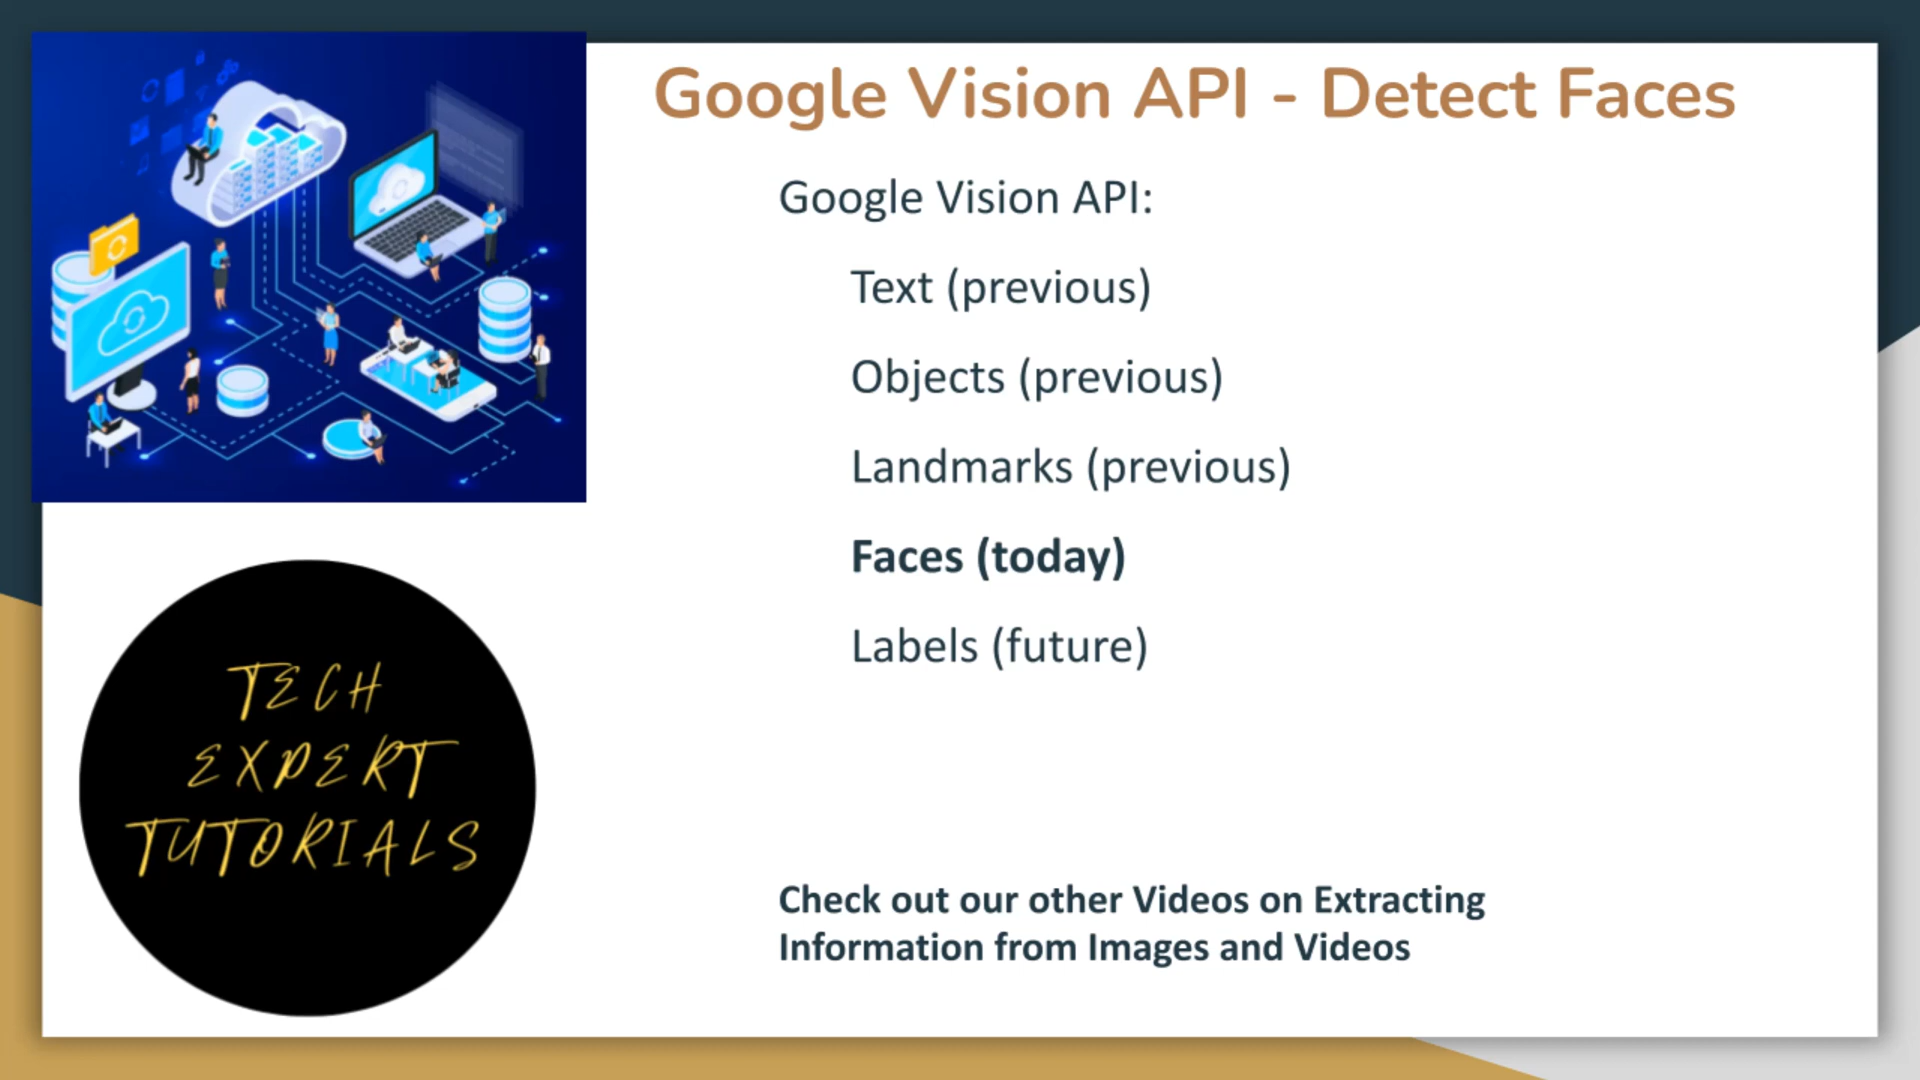 Google Vision API - Detect Faces
Google Vision API:
Text (previous)
Objects (previous)
Landmarks (previous)
Faces (today)
Labels (future)
TECH
EXPERT
TUTORIALS
Check out our other Videos on Extracting
Information from Images and Videos